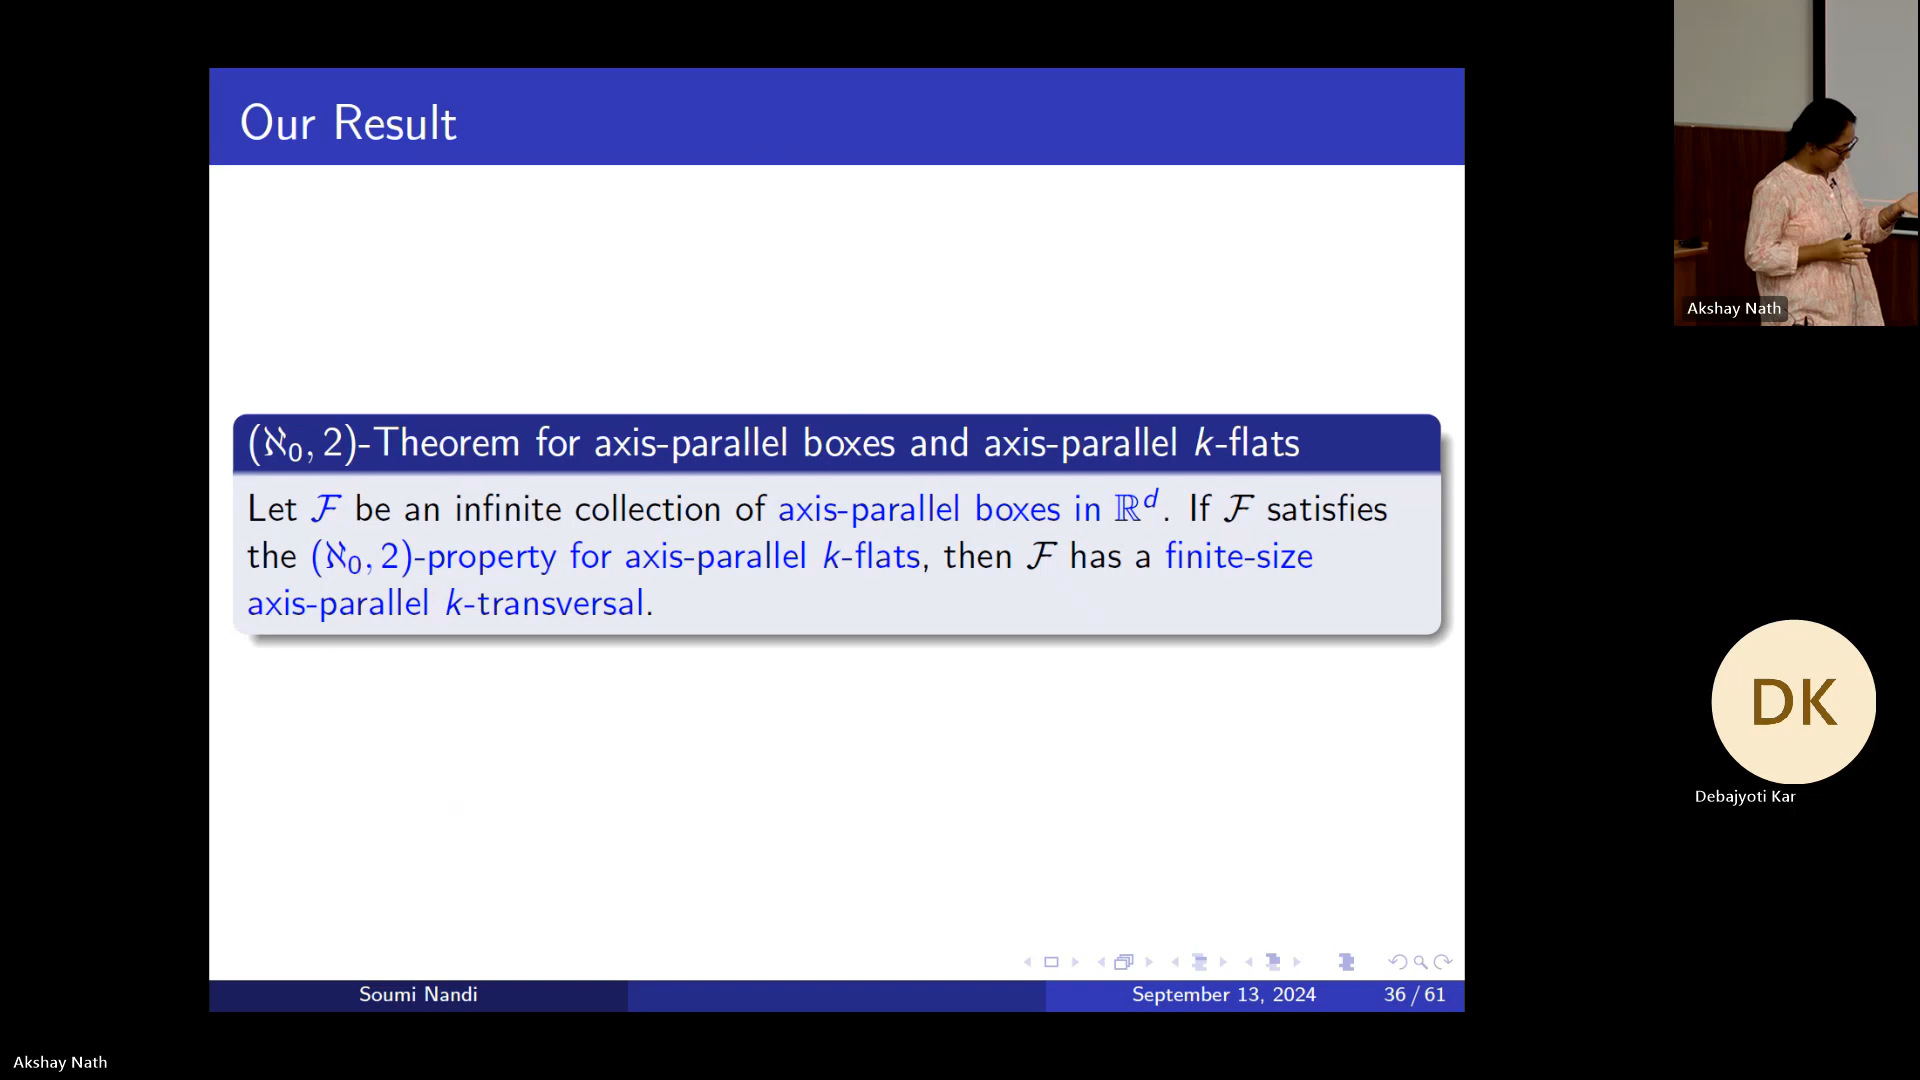 Our Result
(ℵ₀, 2)-Theorem for axis-parallel boxes and axis-parallel k-flats
Let ℱ be an infinite collection of axis-parallel boxes in ℝᵈ. If ℱ satisfies
the (ℵ₀, 2)-property for axis-parallel k-flats, then ℱ has a finite-size
axis-parallel k-transversal.
Soumi Nandi
September 13, 2024
36 / 61
Akshay Nath
DK
Debajyoti Kar
Akshay Nath